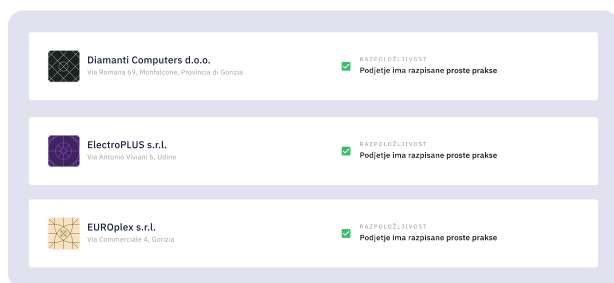 Diamanti Computers d.o.o.
Via Romana 69, Monfalcone, Provincia di Gorizia
RAZPOLOŽLJIVOST
Podjetje ima razpisane proste prakse
ElectroPLUS s.r.l.
Via Antonio Viviani 6, Udine
RAZPOLOŽLJIVOST
Podjetje ima razpisane proste prakse
EUROplex s.r.l.
Via Commerciale 4, Gorizia
RAZPOLOŽLJIVOST
Podjetje ima razpisane proste prakse